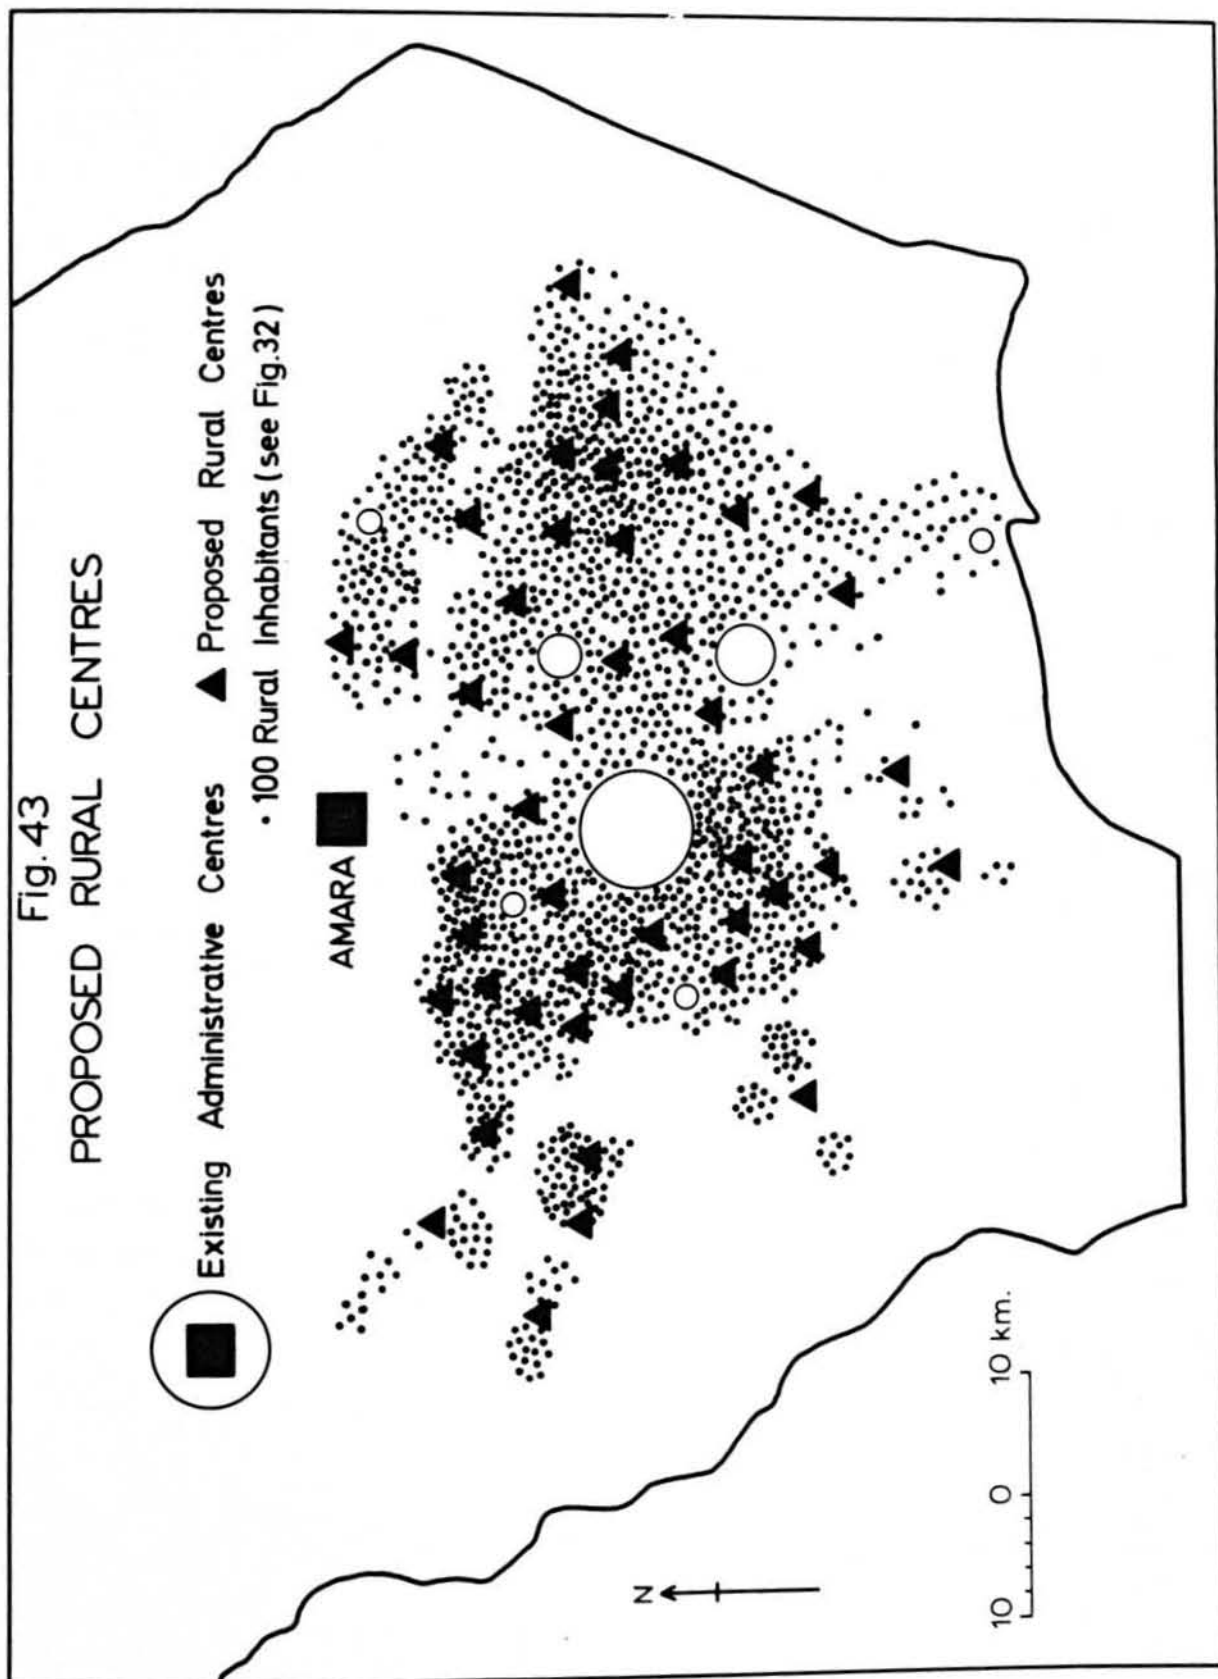 Fig. 43
PROPOSED RURAL CENTRES
Existing Administrative Centres
Proposed Rural Centres
100 Rural Inhabitants (see Fig.32)
AMARA
N
10 0 10 km.